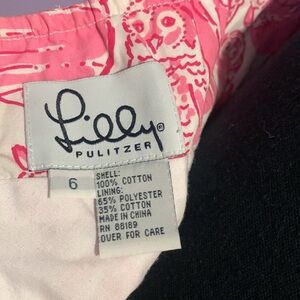 Lilly®
PULITZER
6
SHELL:
100% COTTON
LINING:
65% POLYESTER
35% COTTON
MADE IN CHINA
RN 88189
OVER FOR CARE